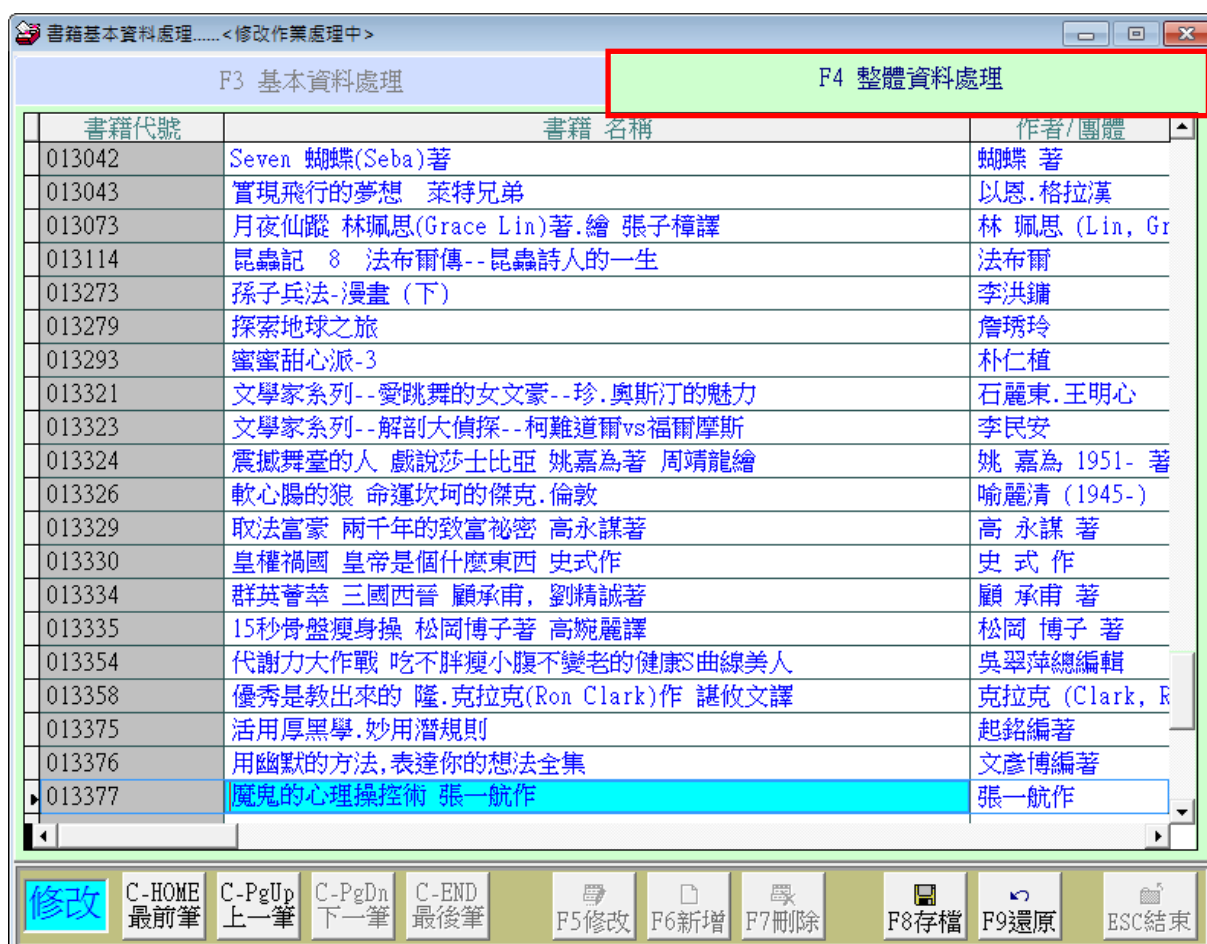 書籍基本資料處理......<修改作業處理中>
F3 基本資料處理 F4 整體資料處理
書籍代號 書籍 名稱 作者/團體
013042 Seven 蝴蝶(Seba)著 蝴蝶 著
013043 實現飛行的夢想 萊特兄弟 以恩.格拉漢
013073 月夜仙蹤 林珮思(Grace Lin)著.繪 張子樟譯 林 珮思 (Lin, Gr
013114 昆蟲記 8 法布爾傳--昆蟲詩人的一生 法布爾
013273 孫子兵法-漫畫 (下) 李洪鏞
013279 探索地球之旅 詹琇玲
013293 蜜蜜甜心派-3 朴仁植
013321 文學家系列--愛跳舞的女文豪--珍.奧斯汀的魅力 石麗東.王明心
013323 文學家系列--解剖大偵探--柯難道爾vs福爾摩斯 李民安
013324 震撼舞臺的人 戲說莎士比亞 姚嘉為著 周靖龍繪 姚 嘉為 1951- 著
013326 軟心腸的狼 命運坎坷的傑克.倫敦 喻麗清 (1945-)
013329 取法富豪 兩千年的致富祕密 高永謀著 高 永謀 著
013330 皇權禍國 皇帝是個什麼東西 史式作 史 式 作
013334 群英薈萃 三國西晉 顧承甫, 劉精誠著 顧 承甫 著
013335 15秒骨盤瘦身操 松岡博子著 高婉麗譯 松岡 博子 著
013354 代謝力大作戰 吃不胖瘦小腹不變老的健康S曲線美人 吳翠萍總編輯
013358 優秀是教出來的 隆.克拉克(Ron Clark)作 諶攸文譯 克拉克 (Clark, R
013375 活用厚黑學.妙用潛規則 起銘編著
013376 用幽默的方法,表達你的想法全集 文彥博編著
013377 魔鬼的心理操控術 張一航作 張一航作
修改 C-HOME C-PgUp C-PgDn C-END
最前筆 上一筆 下一筆 最後筆 F5修改 F6新增 F7刪除 F8存檔 F9還原 ESC結束